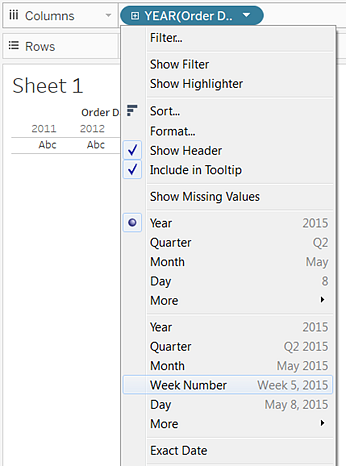 Columns YEAR(Order D..
Rows
Filter...
Show Filter
Show Highlighter
Sheet 1
Order D
2011 2012
Abc Abc
Sort...
Format...
Show Header
Include in Tooltip
Show Missing Values
Year 2015
Quarter Q2
Month May
Day 8
More
Year 2015
Quarter Q2 2015
Month May 2015
Week Number Week 5, 2015
Day May 8, 2015
More
Exact Date